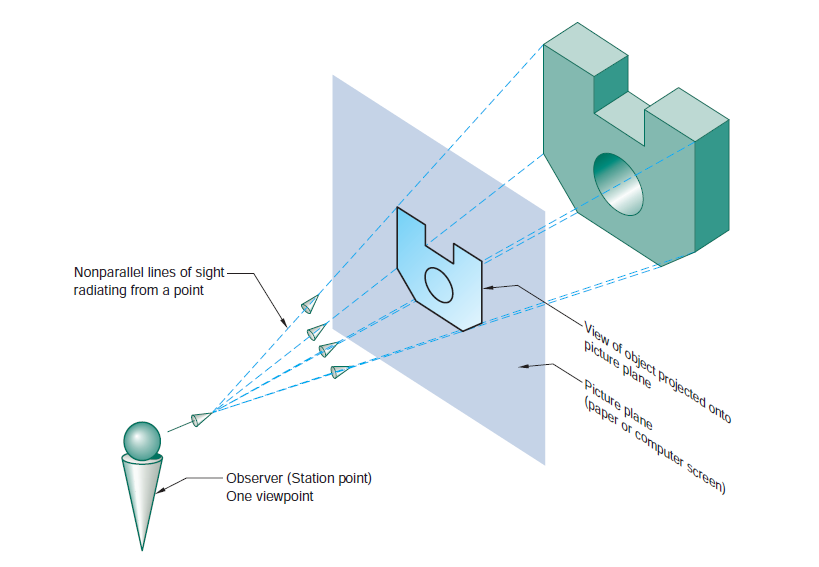 Nonparallel lines of sight
radiating from a point
View of object projected onto
picture plane
Picture plane
(paper or computer screen)
Observer (Station point)
One viewpoint